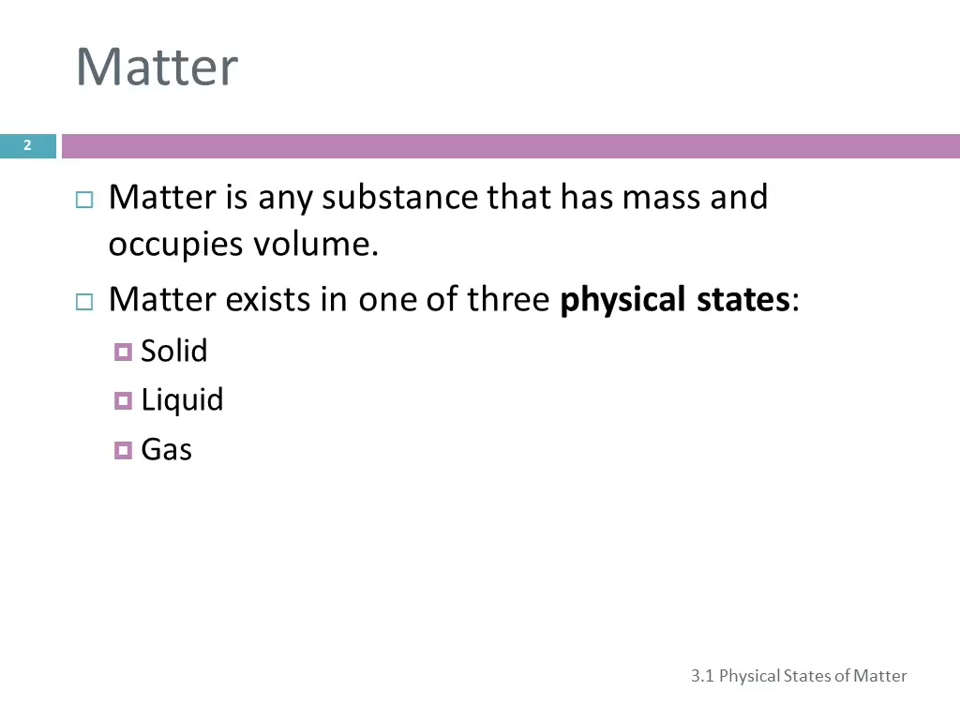 Matter
2
Matter is any substance that has mass and
occupies volume.
Matter exists in one of three physical states:
Solid
Liquid
Gas
3.1 Physical States of Matter